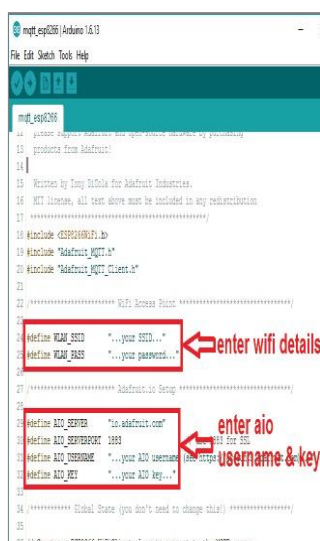 mqtt_esp8266 | Arduino 1.6.13
File Edit Sketch Tools Help
mqtt_esp8266
12 please support Adafruit and open-source hardware by purchasing
13 products from Adafruit!
14
15 Written by Tony DiCola for Adafruit Industries.
16 MIT license, all text above must be included in any redistribution
17 ****************************************************/
18 #include <ESP8266WiFi.h>
19 #include "Adafruit_MQTT.h"
20 #include "Adafruit_MQTT_Client.h"
21
22 /************************* WiFi Access Point *********************************/
23
24 #define WLAN_SSID "...your SSID..."
25 #define WLAN_PASS "...your password..."
enter wifi details
26
27 /************************* Adafruit.io Setup *********************************/
28
29 #define AIO_SERVER "io.adafruit.com"
30 #define AIO_SERVERPORT 1883 8883 for SSL
31 #define AIO_USERNAME "...your AIO username (see https
32 #define AIO_KEY "...your AIO key..."
enter aio
username & key
33
34 /************ Global State (you don't need to change this!) ******************/
35